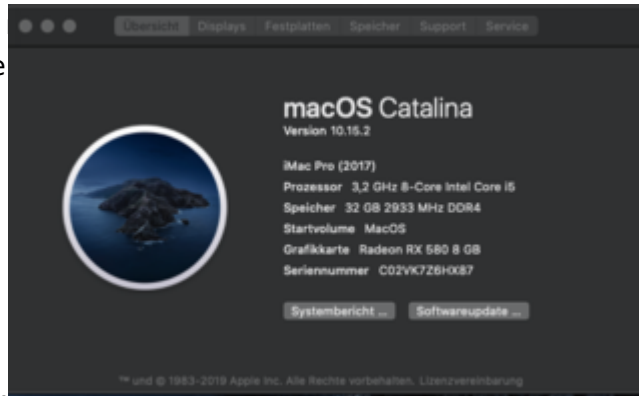 Übersicht Displays Festplatten Speicher Support Service
e
macOS Catalina
Version 10.15.2
iMac Pro (2017)
Prozessor 3,2 GHz 8-Core Intel Core i5
Speicher 32 GB 2933 MHz DDR4
Startvolume MacOS
Grafikkarte Radeon RX 580 8 GB
Seriennummer C02VK7Z6HX87
Systembericht ...
Softwareupdate ...
™ und © 1983-2019 Apple Inc. Alle Rechte vorbehalten. Lizenzvereinbarung